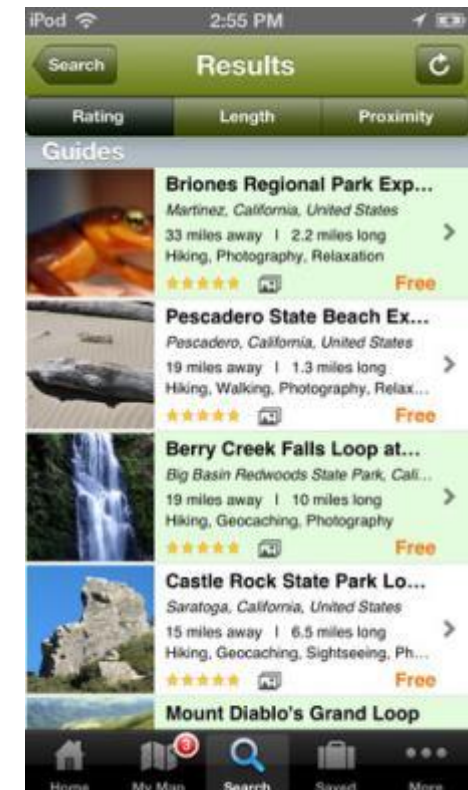 iPod 2:55 PM
Search Results
Rating Length Proximity
Guides
Briones Regional Park Exp...
Martinez, California, United States
33 miles away | 2.2 miles long
Hiking, Photography, Relaxation
Free
Pescadero State Beach Ex...
Pescadero, California, United States
19 miles away | 1.3 miles long
Hiking, Walking, Photography, Relax...
Free
Berry Creek Falls Loop at...
Big Basin Redwoods State Park, Cali...
19 miles away | 10 miles long
Hiking, Geocaching, Photography
Free
Castle Rock State Park Lo...
Saratoga, California, United States
15 miles away | 6.5 miles long
Hiking, Geocaching, Sightseeing, Ph...
Free
Mount Diablo's Grand Loop
3
Home My Map Search Saved More